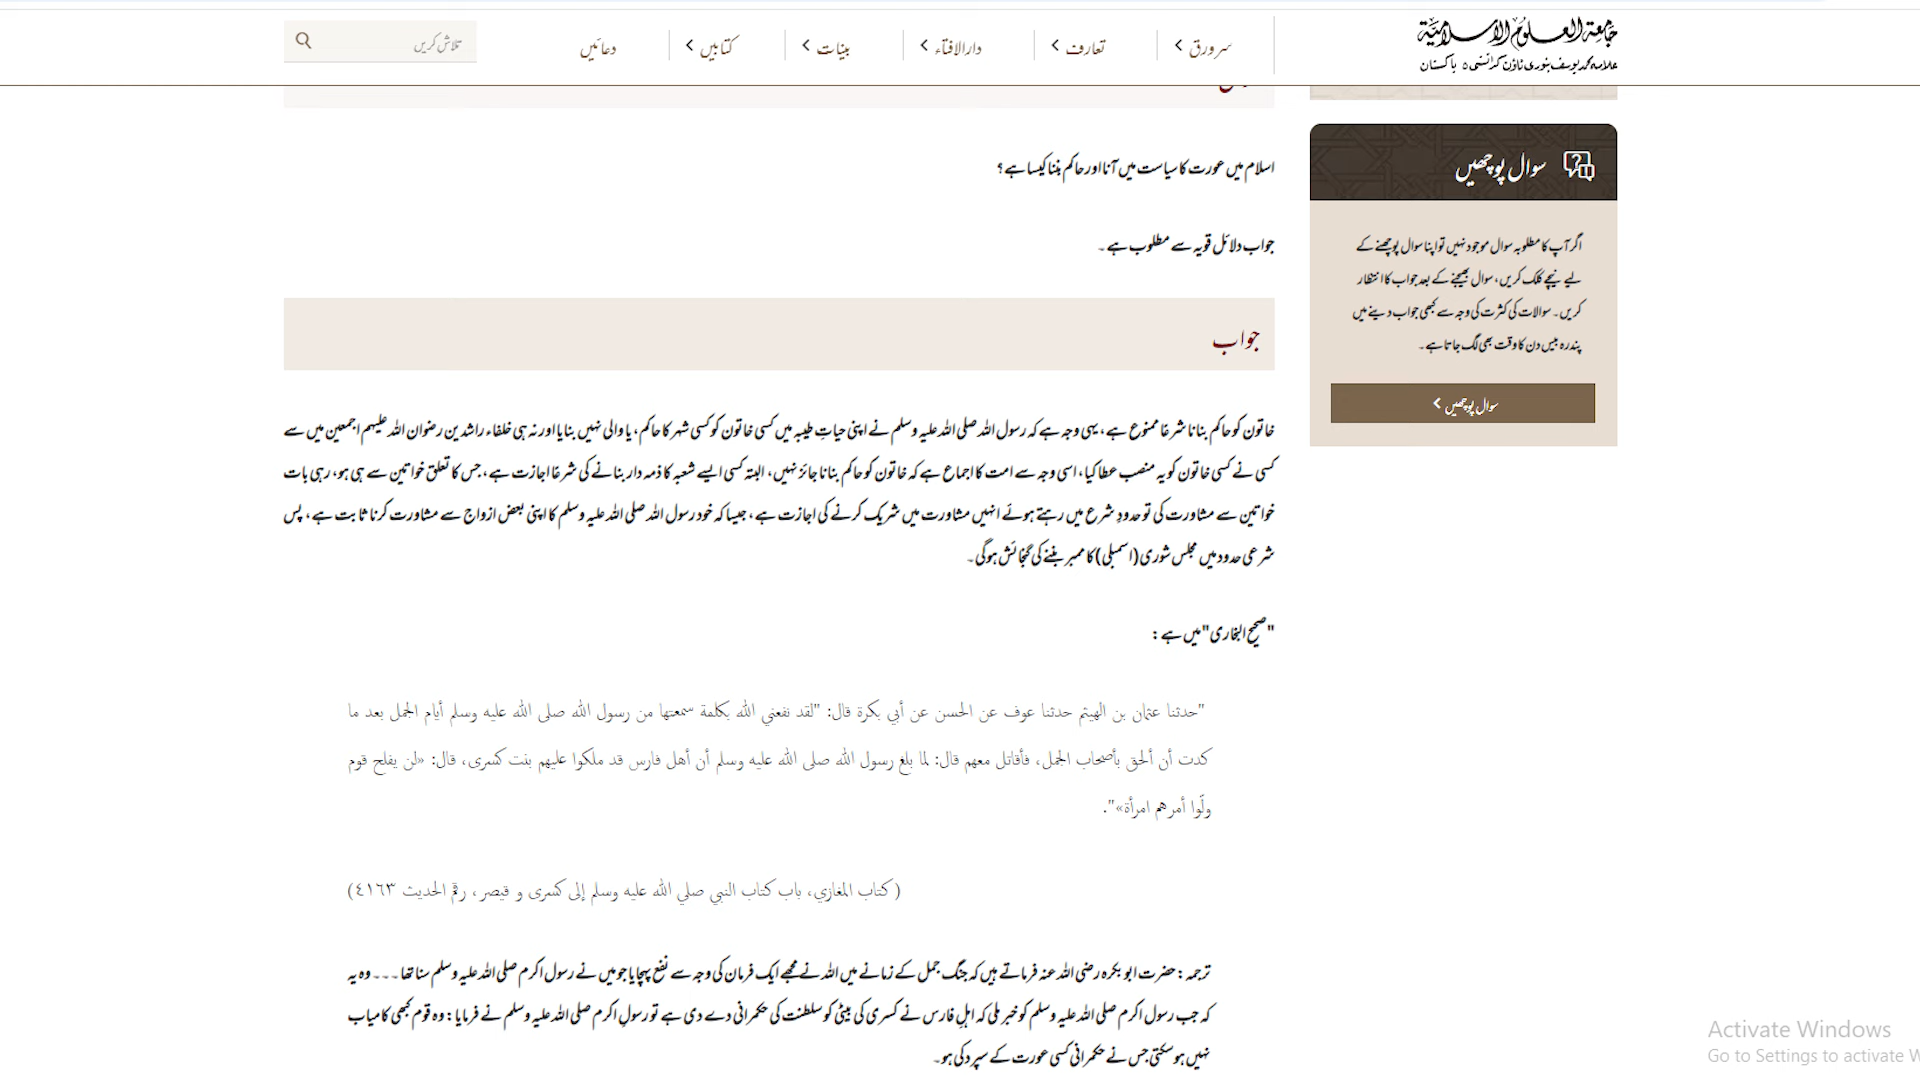 جامعۃ العلوم الاسلامیۃ
علامہ محمد یوسف بنوری ٹاؤن کراتشی ٥ باکستان
سرورق
تعارف
دارالافتاء
بینات
کتابیں
دعائیں
تلاش کریں
سوال پوچھیں
اگر آپ کا مطلوبہ سوال موجود نہیں تو اپنا سوال پوچھنے کے
لیے نیچے کلک کریں، سوال بھیجنے کے بعد جواب کا انتظار
کریں۔ سوالات کی کثرت کی وجہ سے کبھی جواب دینے میں
پندرہ بیس دن کا وقت بھی لگ جاتا ہے۔
سوال پوچھیں
اسلام میں عورت کا سیاست میں آنا اور حاکم بننا کیسا ہے؟
جواب دلائل قویہ سے مطلوب ہے۔
جواب
خاتون کو حاکم بنانا شرعًا ممنوع ہے، یہی وجہ ہے کہ رسول اللہ صلی اللہ علیہ وسلم نے اپنی حیاتِ طیبہ میں کسی خاتون کو کسی شہر کا حاکم، یا والی نہیں بنایا اور نہ ہی خلفاء راشدین رضوان اللہ علیہم اجمعین میں سے
کسی نے کسی خاتون کو یہ منصب عطا کیا، اسی وجہ سے امت کا اجماع ہے کہ خاتون کو حاکم بنانا جائز نہیں، البتہ کسی ایسے شعبہ کا ذمہ دار بنانے کی شرعًا اجازت ہے، جس کا تعلق خواتین سے ہی ہو، رہی بات
خواتین سے مشاورت کی تو حدودِ شرع میں رہتے ہوئے انہیں مشاورت میں شریک کرنے کی اجازت ہے، جیسا کہ خود رسول اللہ صلی اللہ علیہ وسلم کا اپنی بعض ازواج سے مشاورت کرنا ثابت ہے، پس
شرعی حدود میں مجلس شوری (اسمبلی) کا ممبر بننے کی گنجائش ہوگی۔
"صحیح البخاری" میں ہے:
"حدثنا عثمان بن الهيثم حدثنا عوف عن الحسن عن أبي بكرة قال: "لقد نفعني الله بكلمة سمعتها من رسول الله صلى الله عليه وسلم أيام الجمل بعد ما
كدت أن ألحق بأصحاب الجمل، فأقاتل معهم قال: لما بلغ رسول الله صلى الله عليه وسلم أن أهل فارس قد ملكوا عليهم بنت كسرى، قال: «لن يفلح قوم
ولّوا أمرهم امرأة»".
(كتاب المغازي، باب كتاب النبي صلي الله عليه وسلم إلى كسرى و قيصر، رقم الحديث ٤١٦٣)
ترجمہ: حضرت ابو بکرہ رضی اللہ عنہ فرماتے ہیں کہ جنگ جمل کے زمانے میں اللہ نے مجھے ایک فرمان کی وجہ سے نفع پہچایا جو میں نے رسول اکرم صلی اللہ علیہ وسلم سنا تھا۔۔۔ وہ یہ
کہ جب رسول اکرم صلی اللہ علیہ وسلم کو خبر ملی کہ اہلِ فارس نے کسری کی بیٹی کو سلطنت کی حکمرانی دے دی ہے تو رسولِ اکرم صلی اللہ علیہ وسلم نے فرمایا: وہ قوم کبھی کامیاب
نہیں ہو سکتی جس نے حکمرانی کسی عورت کے سپرد کی ہو۔
Activate Windows
Go to Settings to activate W